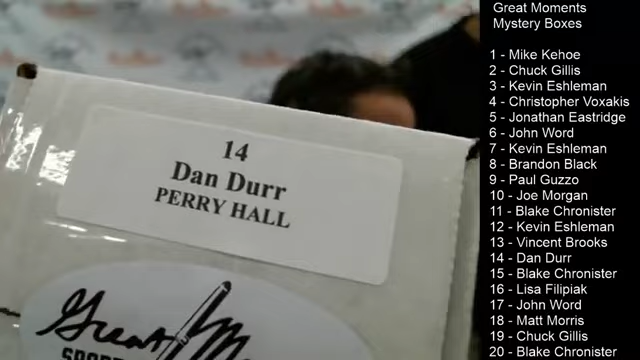 14
Dan Durr
PERRY HALL
Great
SPORT
Great Moments
Mystery Boxes
1 - Mike Kehoe
2 - Chuck Gillis
3 - Kevin Eshleman
4 - Christopher Voxakis
5 - Jonathan Eastridge
6 - John Word
7 - Kevin Eshleman
8 - Brandon Black
9 - Paul Guzzo
10 - Joe Morgan
11 - Blake Chronister
12 - Kevin Eshleman
13 - Vincent Brooks
14 - Dan Durr
15 - Blake Chronister
16 - Lisa Filipiak
17 - John Word
18 - Matt Morris
19 - Chuck Gillis
20 - Blake Chronister